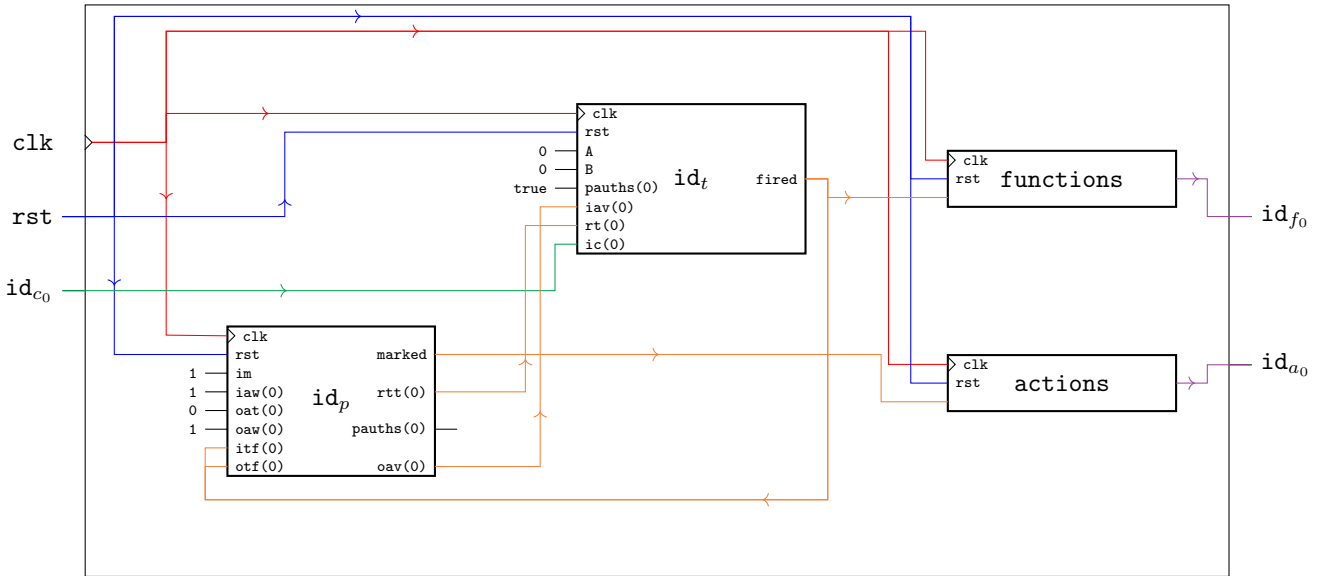 clk
rst
id_{c_0}
clk
rst
0 A
0 B
true pauths(0)
iav(0)
rt(0)
ic(0)
id_t
fired
clk
rst
1 im
1 iaw(0)
0 oat(0)
1 oaw(0)
itf(0)
otf(0)
id_p
marked
rtt(0)
pauths(0)
oav(0)
clk
rst
functions
id_{f_0}
clk
rst
actions
id_{a_0}